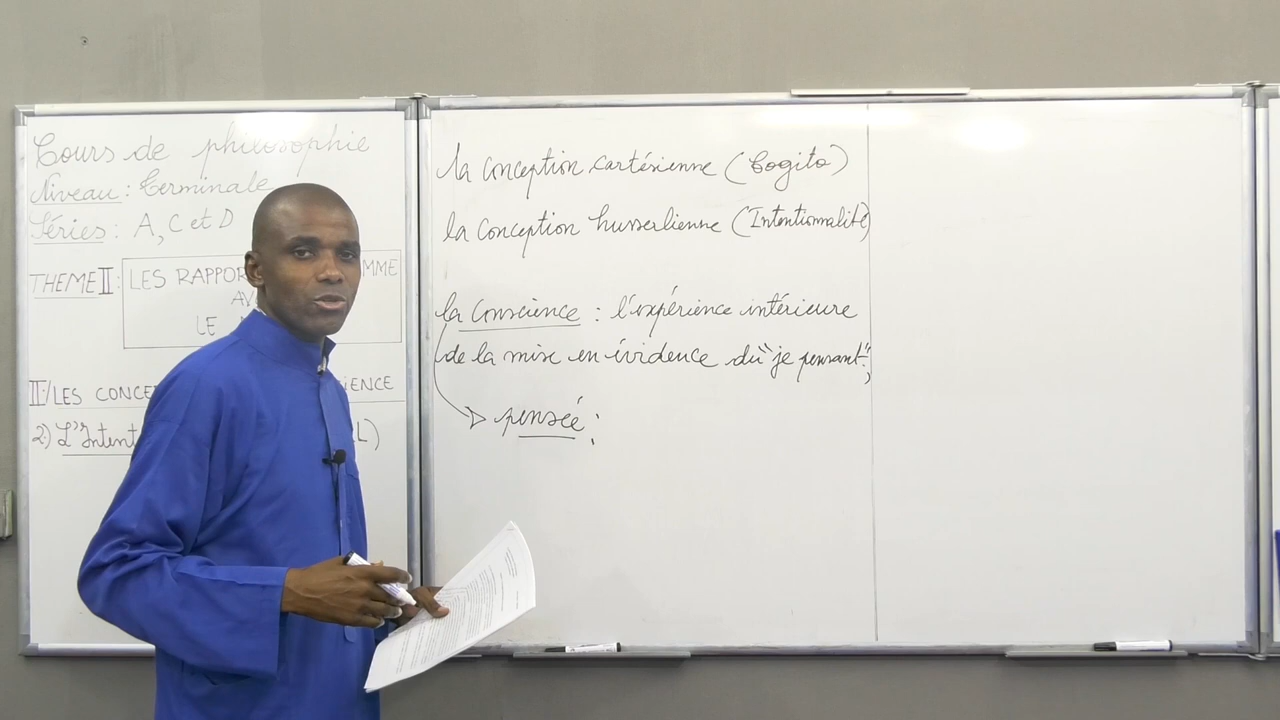 Cours de philosophie
Niveau : Terminale
Séries : A, C et D
THEME II : LES RAPPOR MME
AV
LE
II-/LES CONCE IENCE
2) L'Intent L)
la conception cartésienne (Cogito)
la conception husserlienne (Intentionnalité)
la conscience : l'expérience intérieure
de la mise en évidence du "je pensant",
pensée :